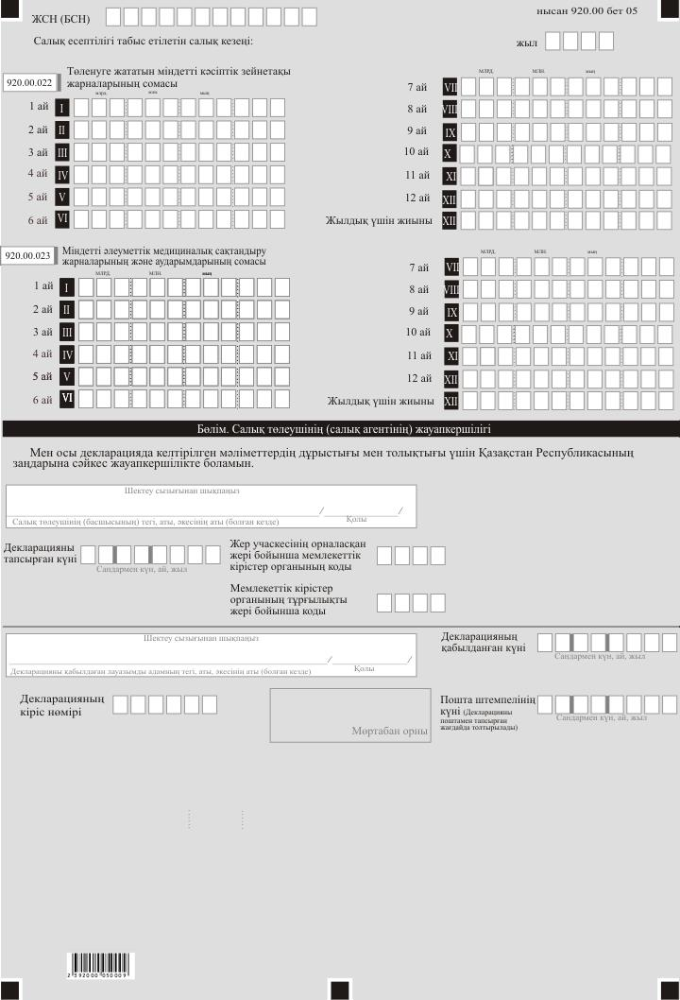 ЖСН (БСН)
нысан 920.00 бет 05
Салық есептілігі табыс етілетін салық кезеңі:
жыл
920.00.022
Төленуге жататын міндетті кәсіптік зейнетақы
жарналарының сомасы
млрд.
млн.
мың
1 ай I
2 ай II
3 ай III
4 ай IV
5 ай V
6 ай VI
МЛРД.
МЛН.
мың
7 ай VII
8 ай VIII
9 ай IX
10 ай X
11 ай XI
12 ай XII
Жылдық үшін жиыны XII
920.00.023
Міндетті әлеуметтік медициналық сақтандыру
жарналарының және аударымдарының сомасы
МЛРД.
МЛН.
мың
1 ай I
2 ай II
3 ай III
4 ай IV
5 ай V
6 ай VI
МЛРД.
МЛН.
мың
7 ай VII
8 ай VIII
9 ай IX
10 ай X
11 ай XI
12 ай XII
Жылдық үшін жиыны XII
Бөлім. Салық төлеушінің (салық агентінің) жауапкершілігі
Мен осы декларацияда келтірілген мәліметтердің дұрыстығы мен толықтығы үшін Қазақстан Республикасының
заңдарына сәйкес жауапкершілікте боламын.
Шектеу сызығынан шықпаңыз
/ /
Салық төлеушінің (басшысының) тегі, аты, әкесінің аты (болған кезде)
Қолы
Декларацияны
тапсырған күні
Сандармен күн, ай, жыл
Жер учаскесінің орналасқан
жері бойынша мемлекеттік
кірістер органының коды
Мемлекеттік кірістер
органының тұрғылықты
жері бойынша коды
Шектеу сызығынан шықпаңыз
/ /
Декларацияны қабылдаған лауазымды адамның тегі, аты, әкесінің аты (болған кезде)
Қолы
Декларацияның
қабылданған күні
Сандармен күн, ай, жыл
Декларацияның
кіріс нөмірі
Мөртабан орны
Пошта штемпелінің
күні (Декларацияны
поштамен тапсырған
жағдайда толтырылады)
Сандармен күн, ай, жыл
2 392000 050009